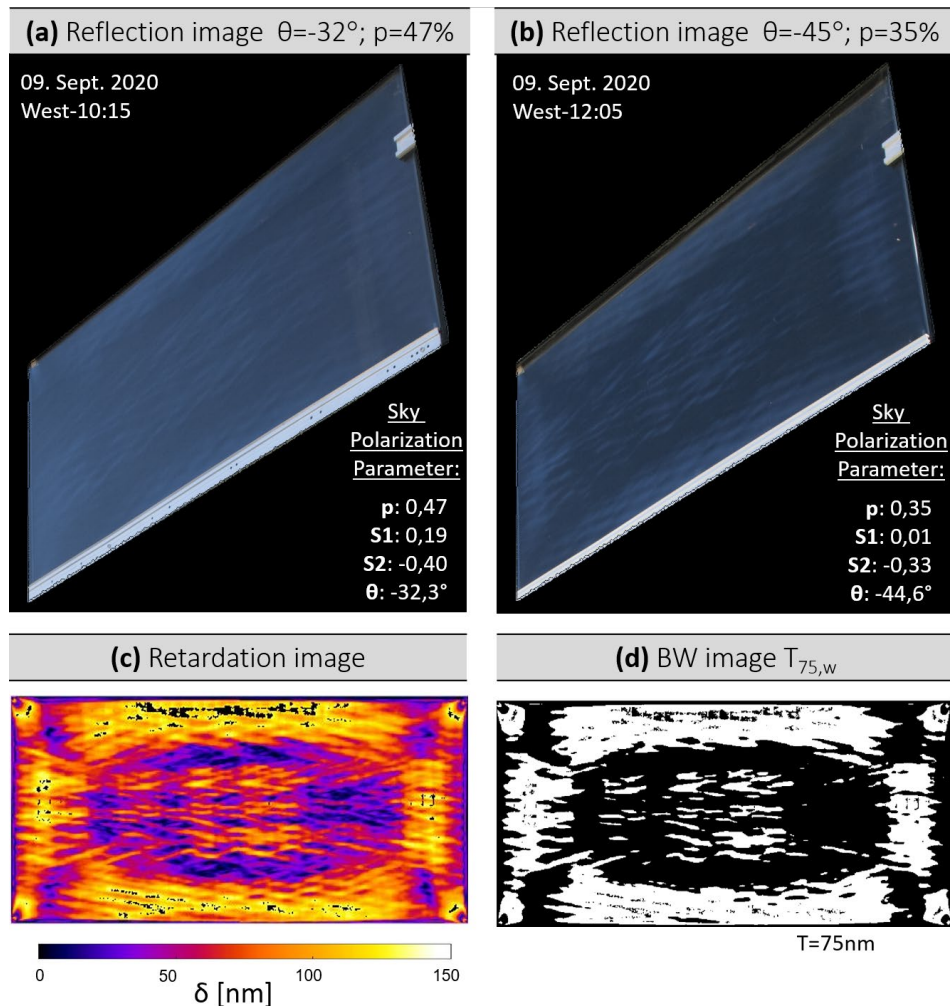 (a) Reflection image θ=-32°; p=47%
09. Sept. 2020
West-10:15
Sky
Polarization
Parameter:
p: 0,47
S1: 0,19
S2: -0,40
θ: -32,3°
(b) Reflection image θ=-45°; p=35%
09. Sept. 2020
West-12:05
Sky
Polarization
Parameter:
p: 0,35
S1: 0,01
S2: -0,33
θ: -44,6°
(c) Retardation image
0 50 100 150
δ [nm]
(d) BW image T75,w
T=75nm